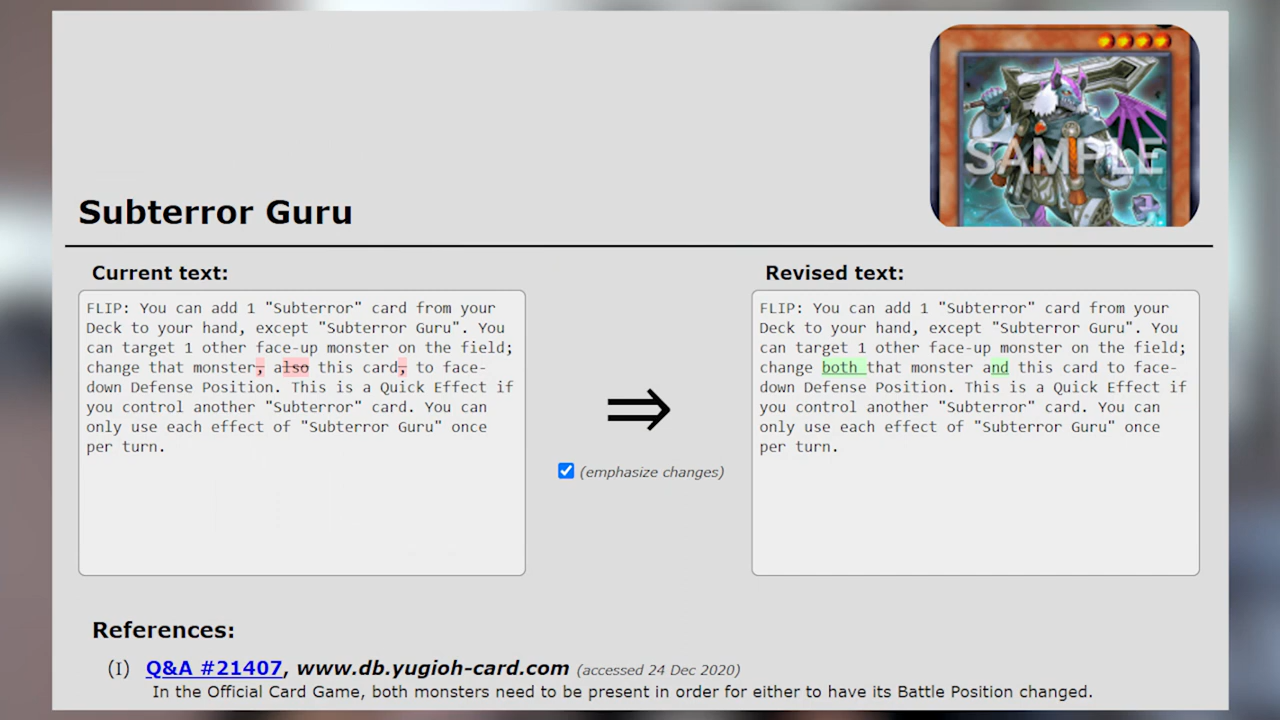 SAMPLE
Subterror Guru
Current text:
FLIP: You can add 1 "Subterror" card from your
Deck to your hand, except "Subterror Guru". You
can target 1 other face-up monster on the field;
change that monster, also this card, to face-
down Defense Position. This is a Quick Effect if
you control another "Subterror" card. You can
only use each effect of "Subterror Guru" once
per turn.
⇒
(emphasize changes)
Revised text:
FLIP: You can add 1 "Subterror" card from your
Deck to your hand, except "Subterror Guru". You
can target 1 other face-up monster on the field;
change both that monster and this card to face-
down Defense Position. This is a Quick Effect if
you control another "Subterror" card. You can
only use each effect of "Subterror Guru" once
per turn.
References:
(I) Q&A #21407, www.db.yugioh-card.com (accessed 24 Dec 2020)
In the Official Card Game, both monsters need to be present in order for either to have its Battle Position changed.